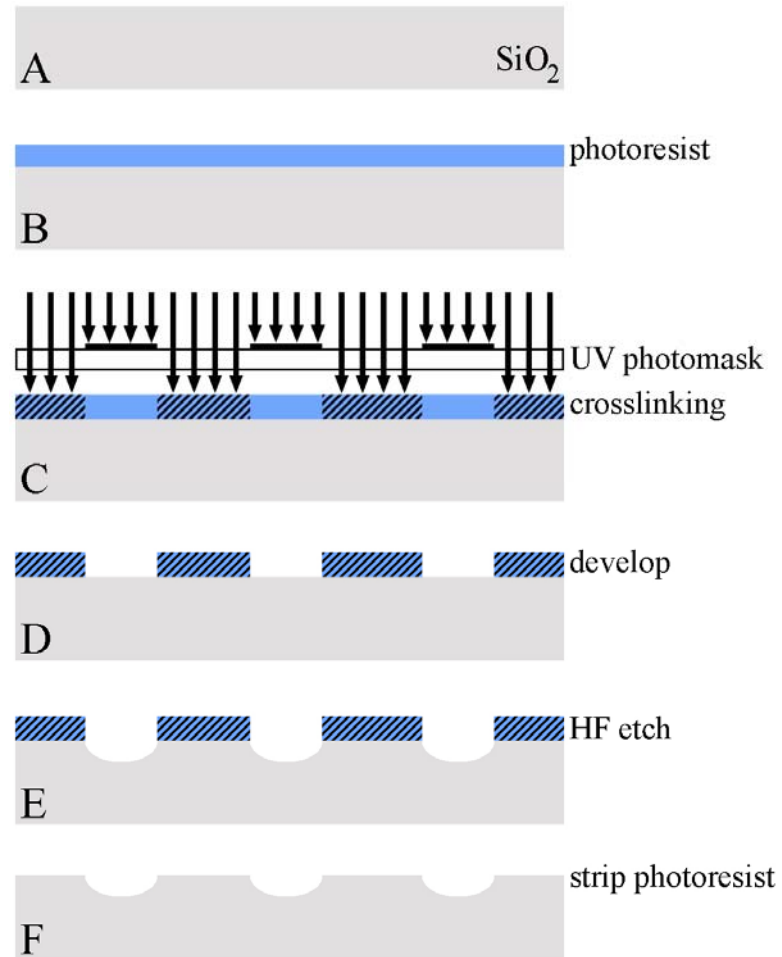 A
SiO₂
photoresist
B
UV photomask
crosslinking
C
develop
D
HF etch
E
strip photoresist
F